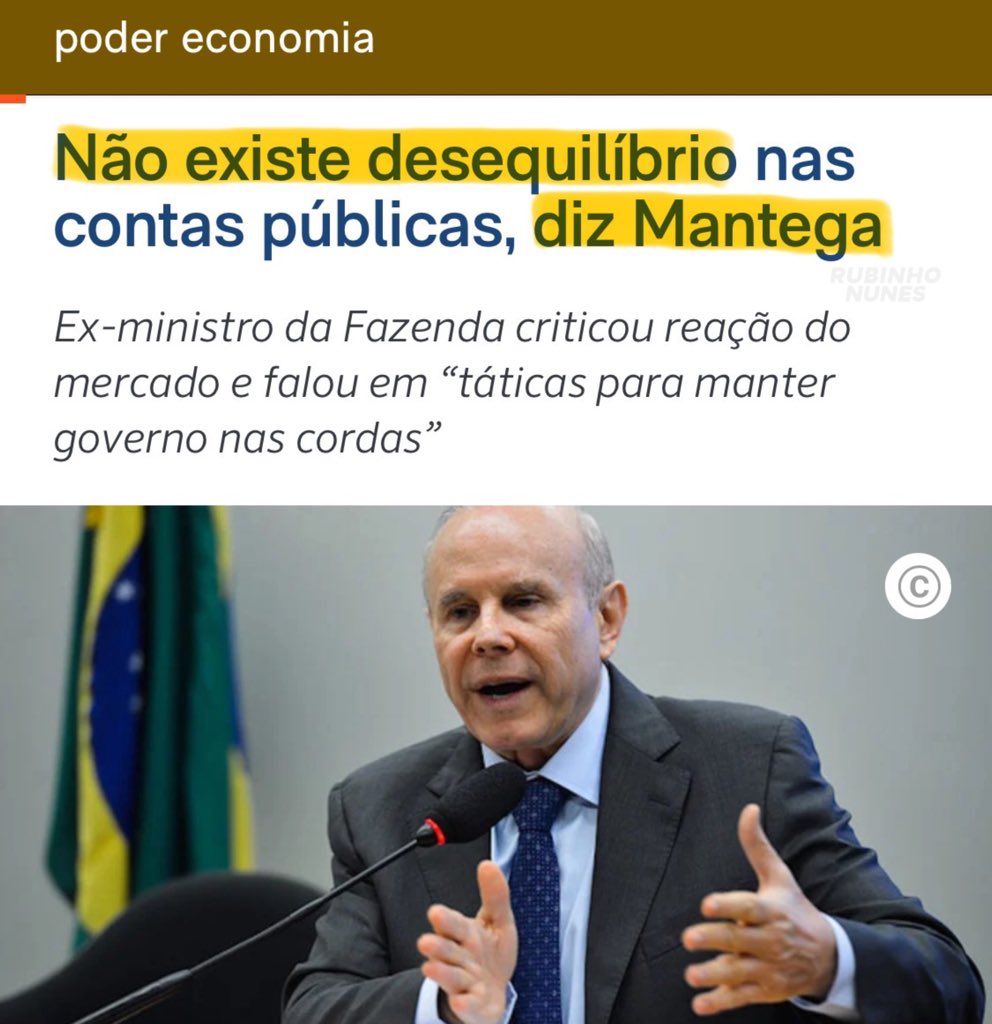 poder economia
Não existe desequilíbrio nas
contas públicas, diz Mantega
RUBINHO
NUNES
Ex-ministro da Fazenda criticou reação do
mercado e falou em “táticas para manter
governo nas cordas”
©